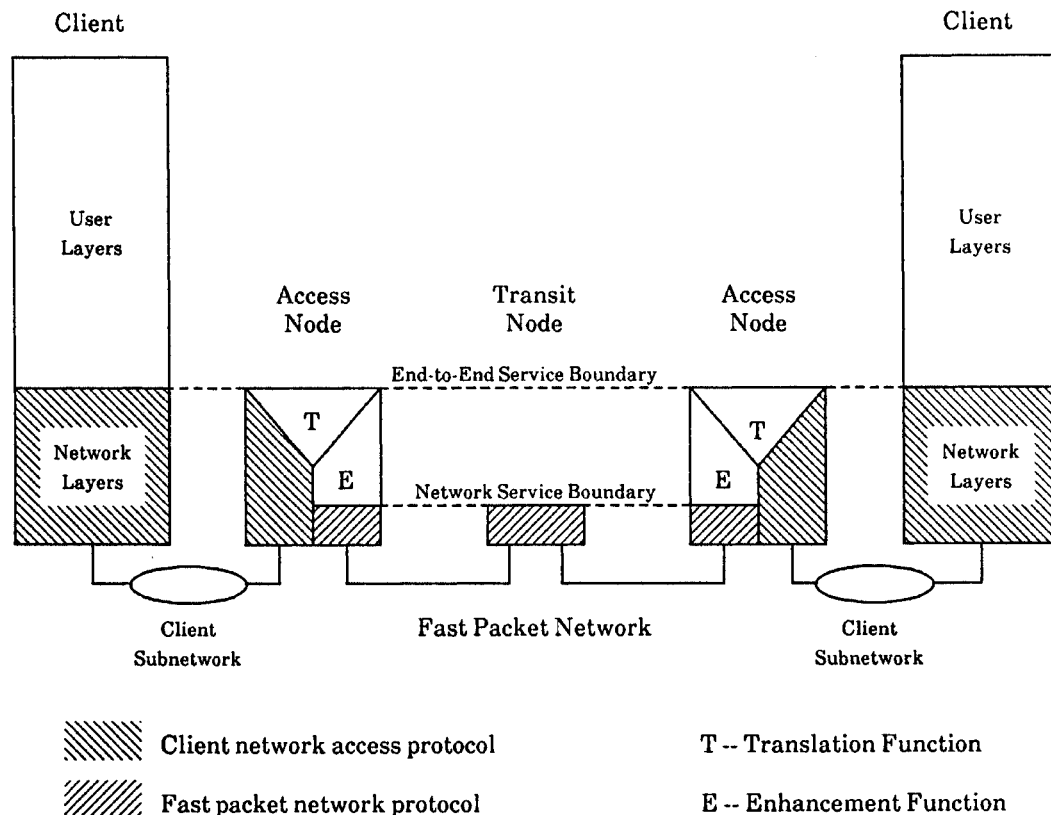 Client
Client
User
Layers
User
Layers
Access
Node
Transit
Node
Access
Node
End-to-End Service Boundary
T
T
Network
Layers
E
Network Service Boundary
E
Network
Layers
Client
Subnetwork
Fast Packet Network
Client
Subnetwork
Client network access protocol
T -- Translation Function
Fast packet network protocol
E -- Enhancement Function